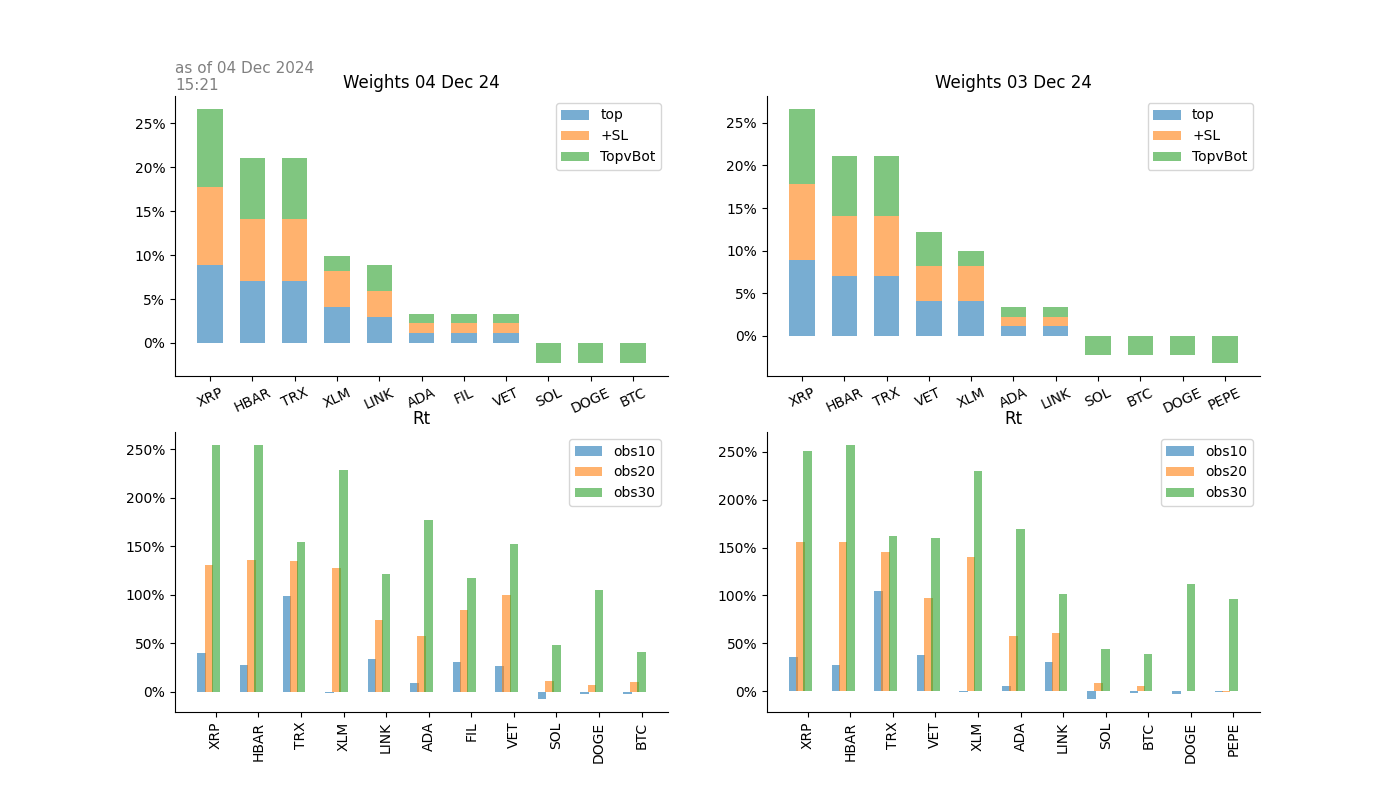 as of 04 Dec 2024
15:21
Weights 04 Dec 24
25%
20%
15%
10%
5%
0%
top
+SL
TopvBot
XRP HBAR TRX XLM LINK ADA FIL VET SOL DOGE BTC
Weights 03 Dec 24
25%
20%
15%
10%
5%
0%
top
+SL
TopvBot
XRP HBAR TRX VET XLM ADA LINK SOL BTC DOGE PEPE
Rt
250%
200%
150%
100%
50%
0%
obs10
obs20
obs30
XRP HBAR TRX XLM LINK ADA FIL VET SOL DOGE BTC
Rt
250%
200%
150%
100%
50%
0%
obs10
obs20
obs30
XRP HBAR TRX VET XLM ADA LINK SOL BTC DOGE PEPE